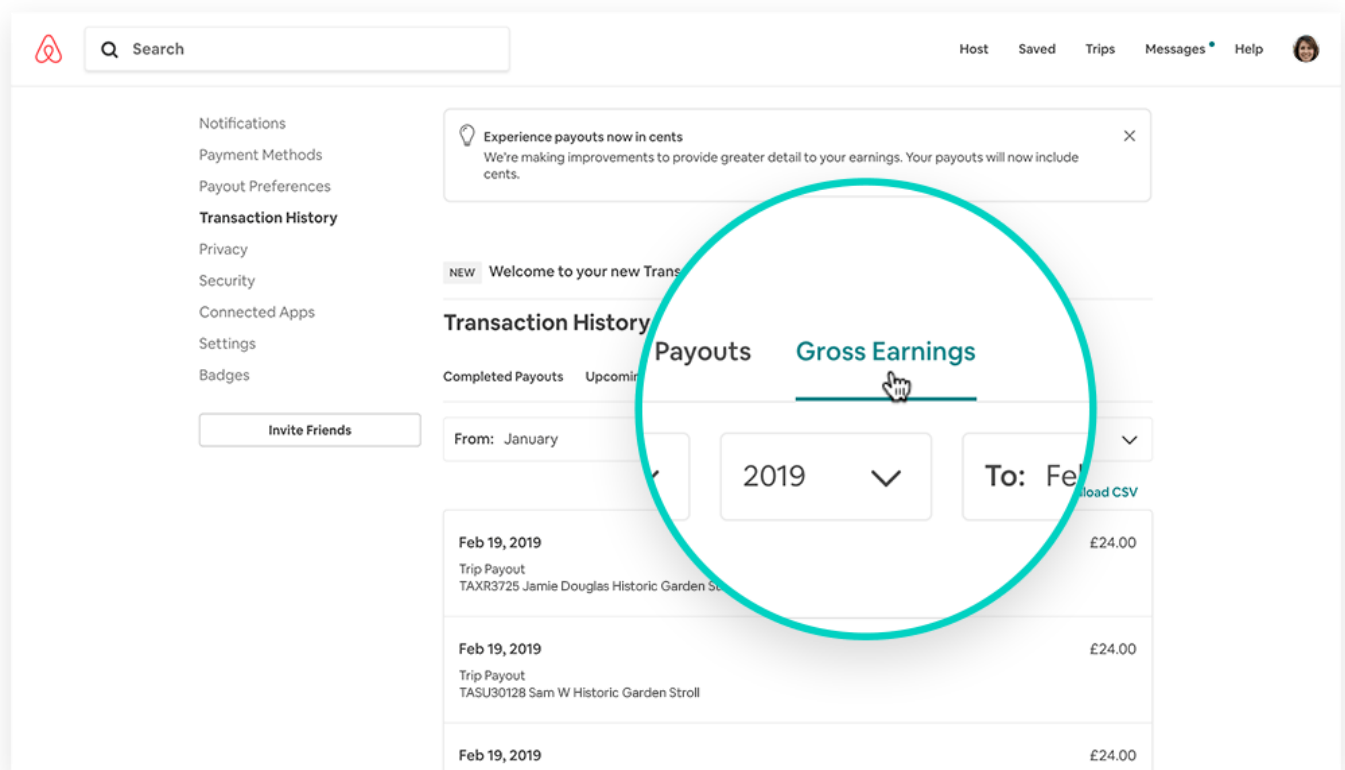 Search
Host
Saved
Trips
Messages
Help
Notifications
Payment Methods
Payout Preferences
Transaction History
Privacy
Security
Connected Apps
Settings
Badges
Invite Friends
Experience payouts now in cents
We're making improvements to provide greater detail to your earnings. Your payouts will now include
cents.
NEW Welcome to your new
Transaction History
Completed Payouts
Payouts
Gross Earnings
From: January
2019
To:
CSV
Feb 19, 2019
£24.00
Trip Payout
TAXR3725 Jamie Douglas Historic Garden
Feb 19, 2019
£24.00
Trip Payout
TASU30128 Sam W Historic Garden Stroll
Feb 19, 2019
£24.00